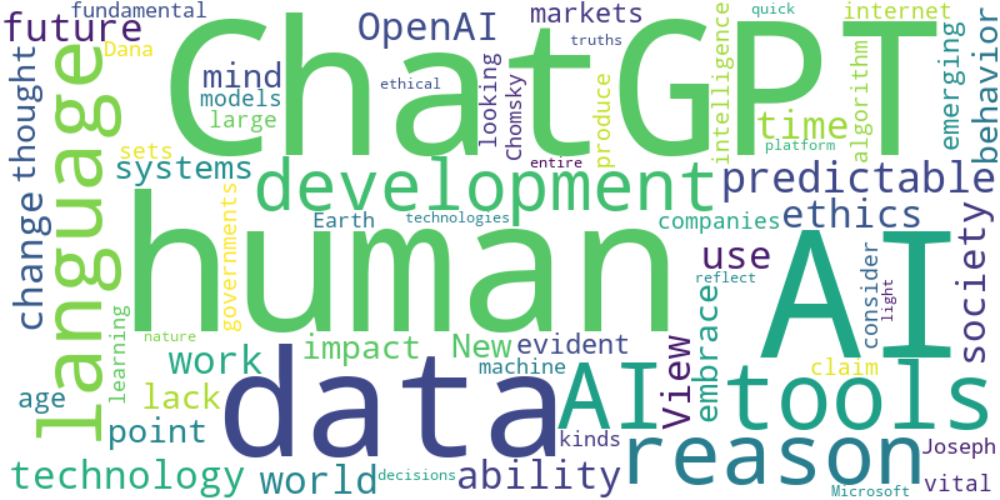 fundamental
future
Dana
thought
change
language
age
learning
technology
ChatGPT
OpenAI
mind
models
large
sets
systems
ethical
markets
truths
looking
Chomsky
produce
entire
intelligence
quick
time
platform
internet
algorithm
emerging
behavior
development
predictable
human
governments
Earth
technologies
companies
ethics
use
reflect
AI
consider
light
society
nature
work
lack
point
world
impact
New
evident
machine
data
decisions
ability
kinds
AI tools
View
embrace
claim
reason
Joseph
Microsoft
vital